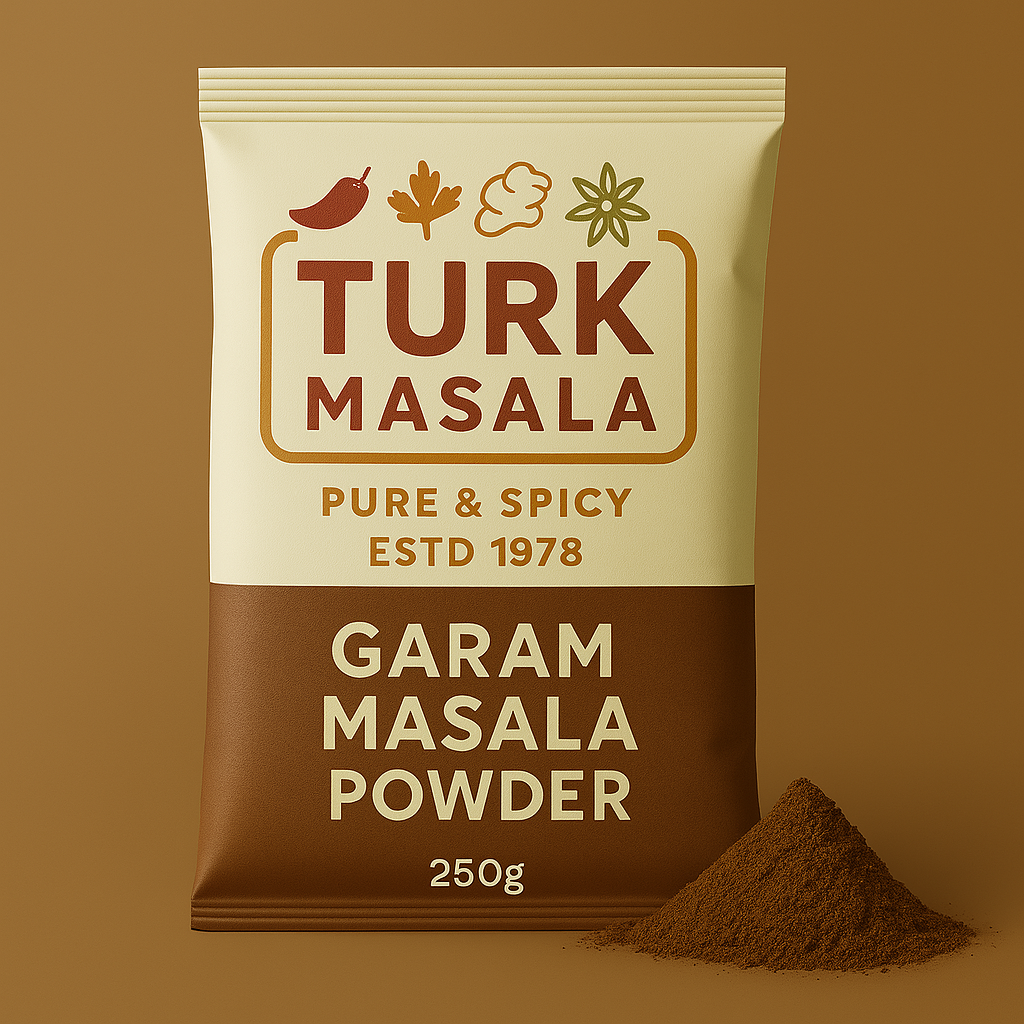 TURK
MASALA
PURE & SPICY
ESTD 1978
GARAM
MASALA
POWDER
250g